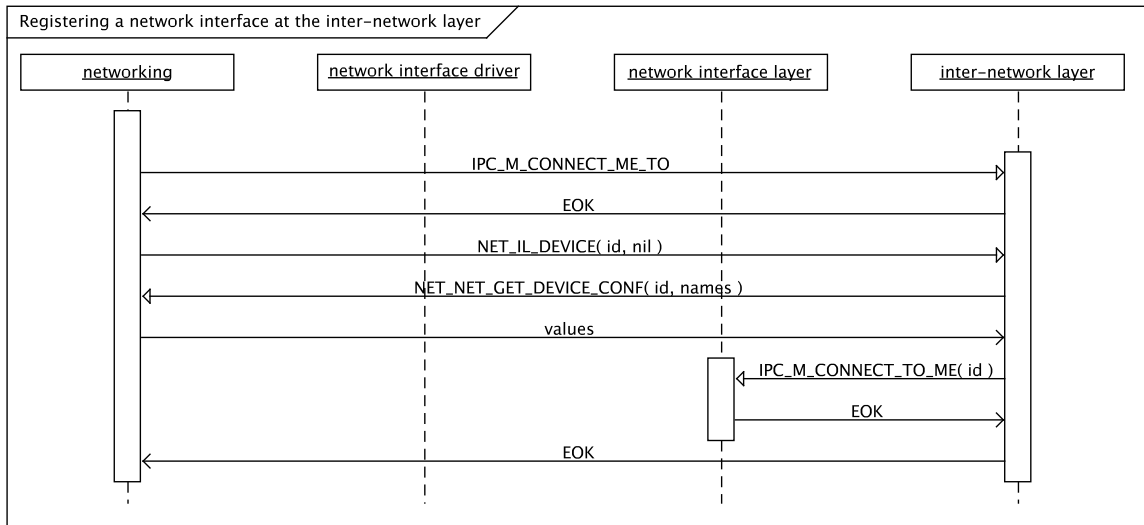 Registering a network interface at the inter-network layer
networking
network interface driver
network interface layer
inter-network layer
IPC_M_CONNECT_ME_TO
EOK
NET_IL_DEVICE( id, nil )
NET_NET_GET_DEVICE_CONF( id, names )
values
IPC_M_CONNECT_TO_ME( id )
EOK
EOK